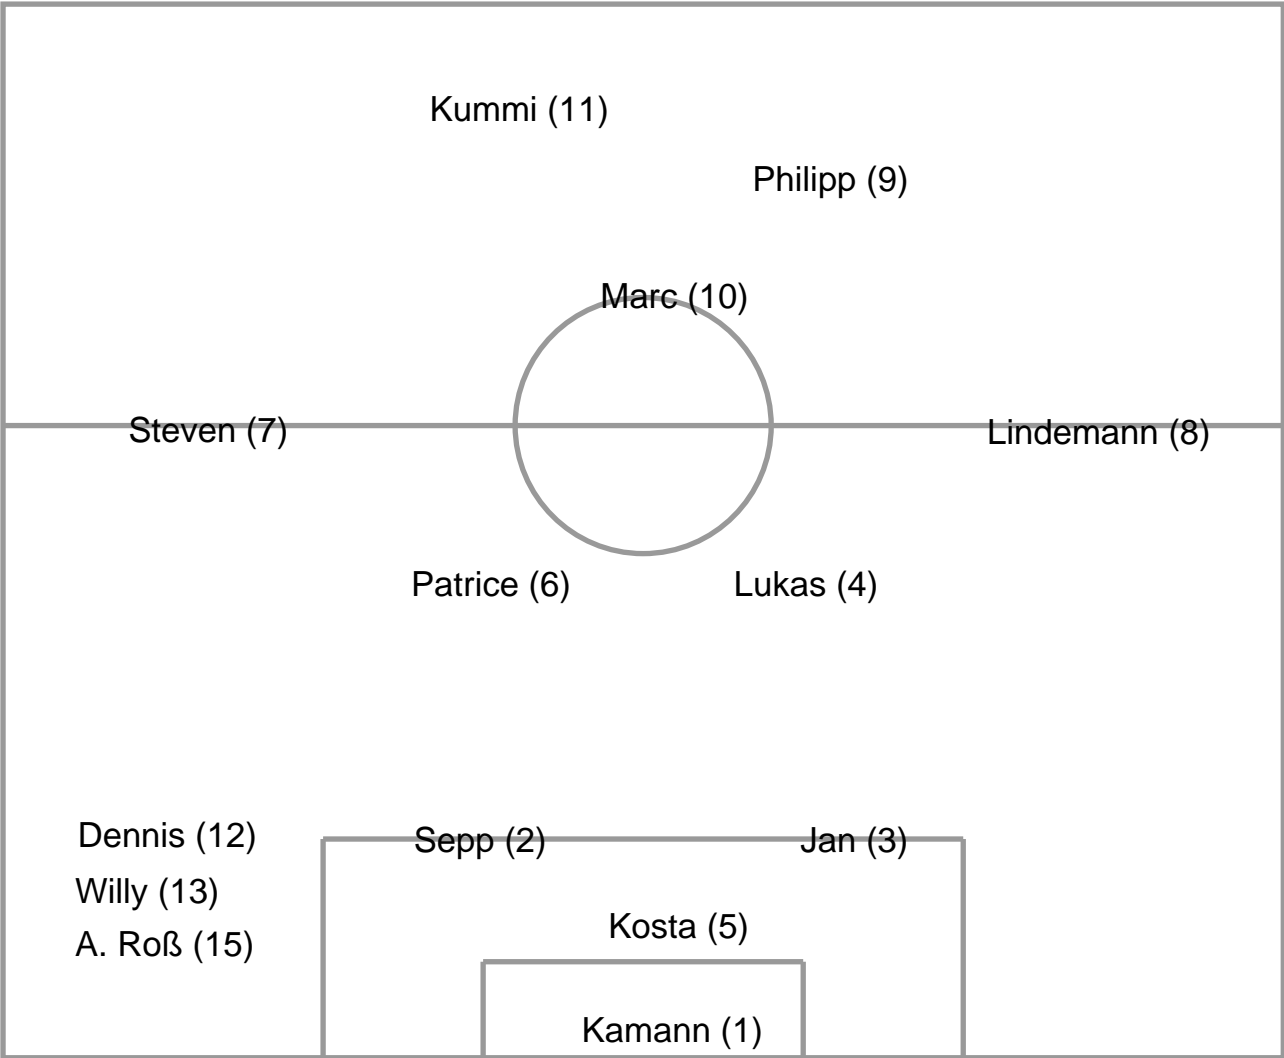 Kummi (11)
Philipp (9)
Marc (10)
Steven (7)
Lindemann (8)
Patrice (6)
Lukas (4)
Dennis (12)
Sepp (2)
Jan (3)
Willy (13)
Kosta (5)
A. Roß (15)
Kamann (1)